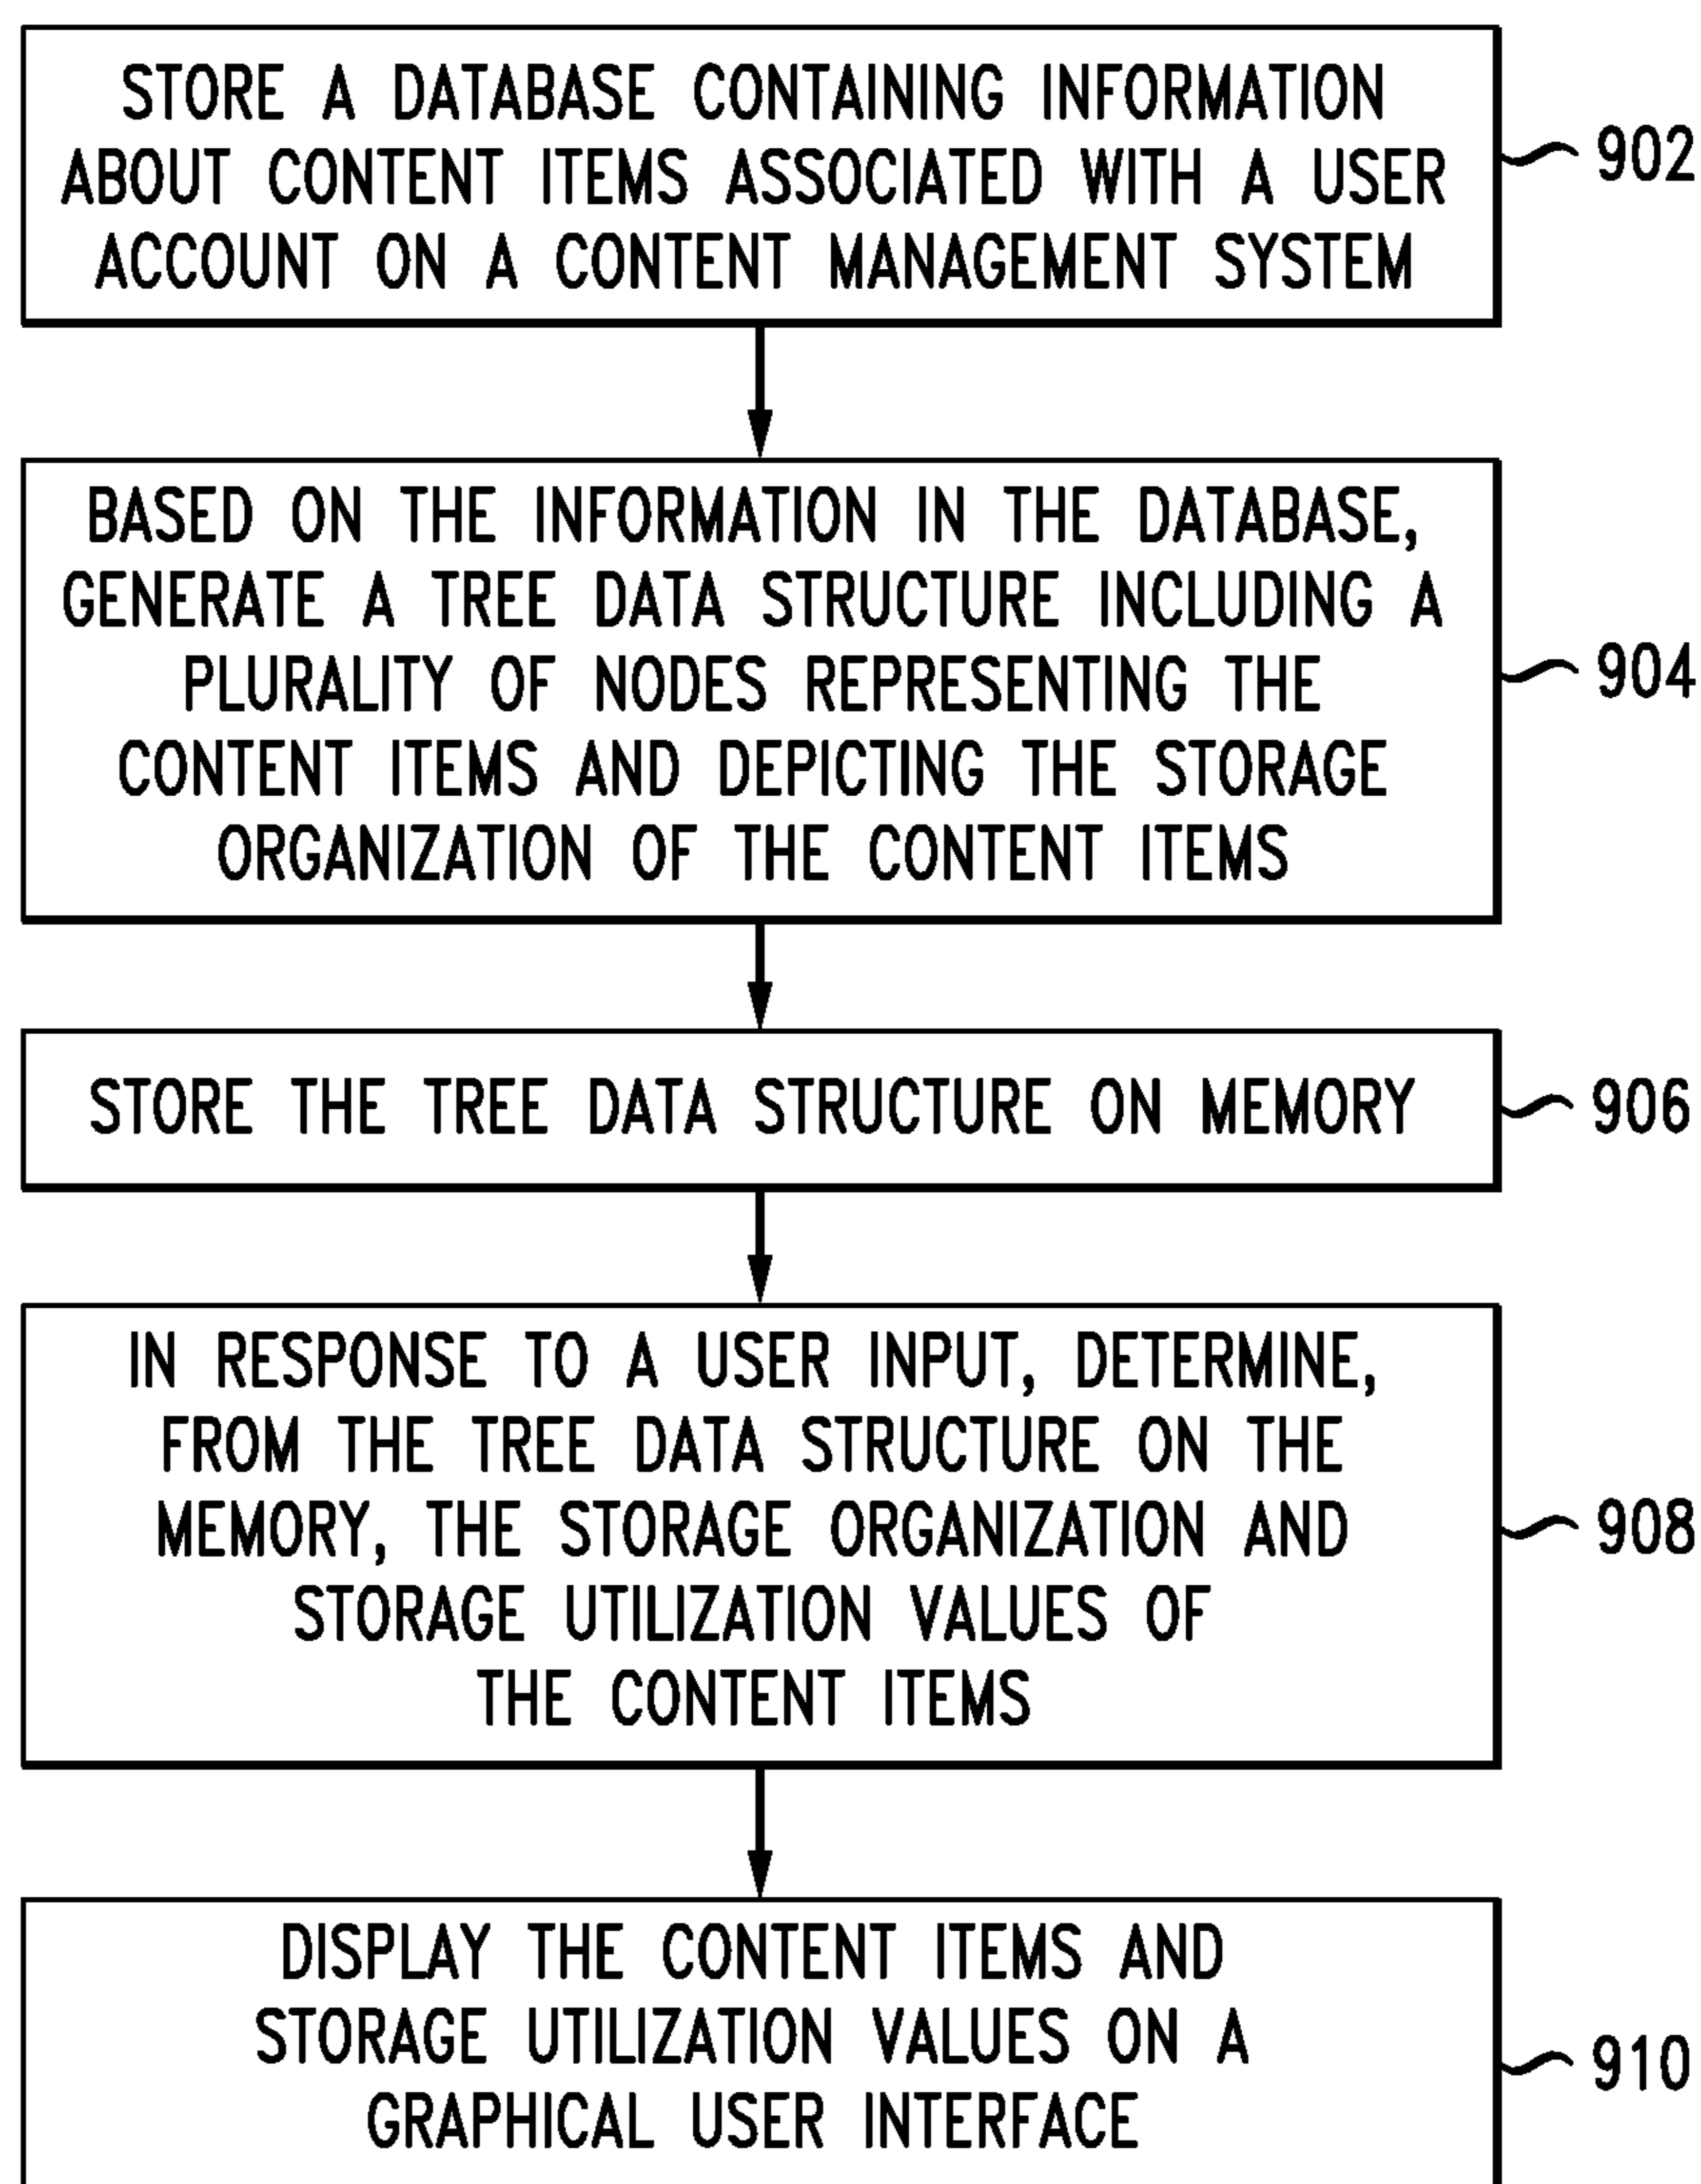 STORE A DATABASE CONTAINING INFORMATION
ABOUT CONTENT ITEMS ASSOCIATED WITH A USER
ACCOUNT ON A CONTENT MANAGEMENT SYSTEM
902
BASED ON THE INFORMATION IN THE DATABASE,
GENERATE A TREE DATA STRUCTURE INCLUDING A
PLURALITY OF NODES REPRESENTING THE
CONTENT ITEMS AND DEPICTING THE STORAGE
ORGANIZATION OF THE CONTENT ITEMS
904
STORE THE TREE DATA STRUCTURE ON MEMORY
906
IN RESPONSE TO A USER INPUT, DETERMINE,
FROM THE TREE DATA STRUCTURE ON THE
MEMORY, THE STORAGE ORGANIZATION AND
STORAGE UTILIZATION VALUES OF
THE CONTENT ITEMS
908
DISPLAY THE CONTENT ITEMS AND
STORAGE UTILIZATION VALUES ON A
GRAPHICAL USER INTERFACE
910